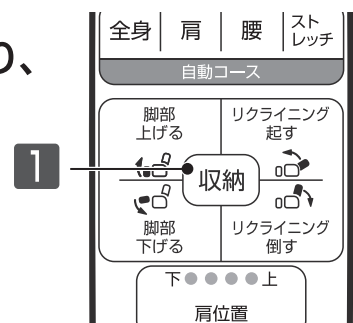 り、
全身
肩
腰
スト
レッチ
自動コース
脚部
上げる
リクライニング
起す
1
収納
脚部
下げる
リクライニング
倒す
下
上
肩位置